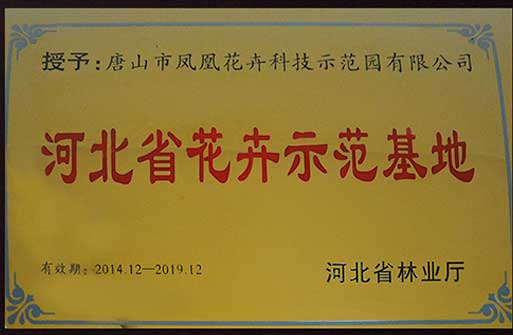 授予：唐山市凤凰花卉科技示范园有限公司
河北省花卉示范基地
有效期：2014.12—2019.12
河北省林业厅